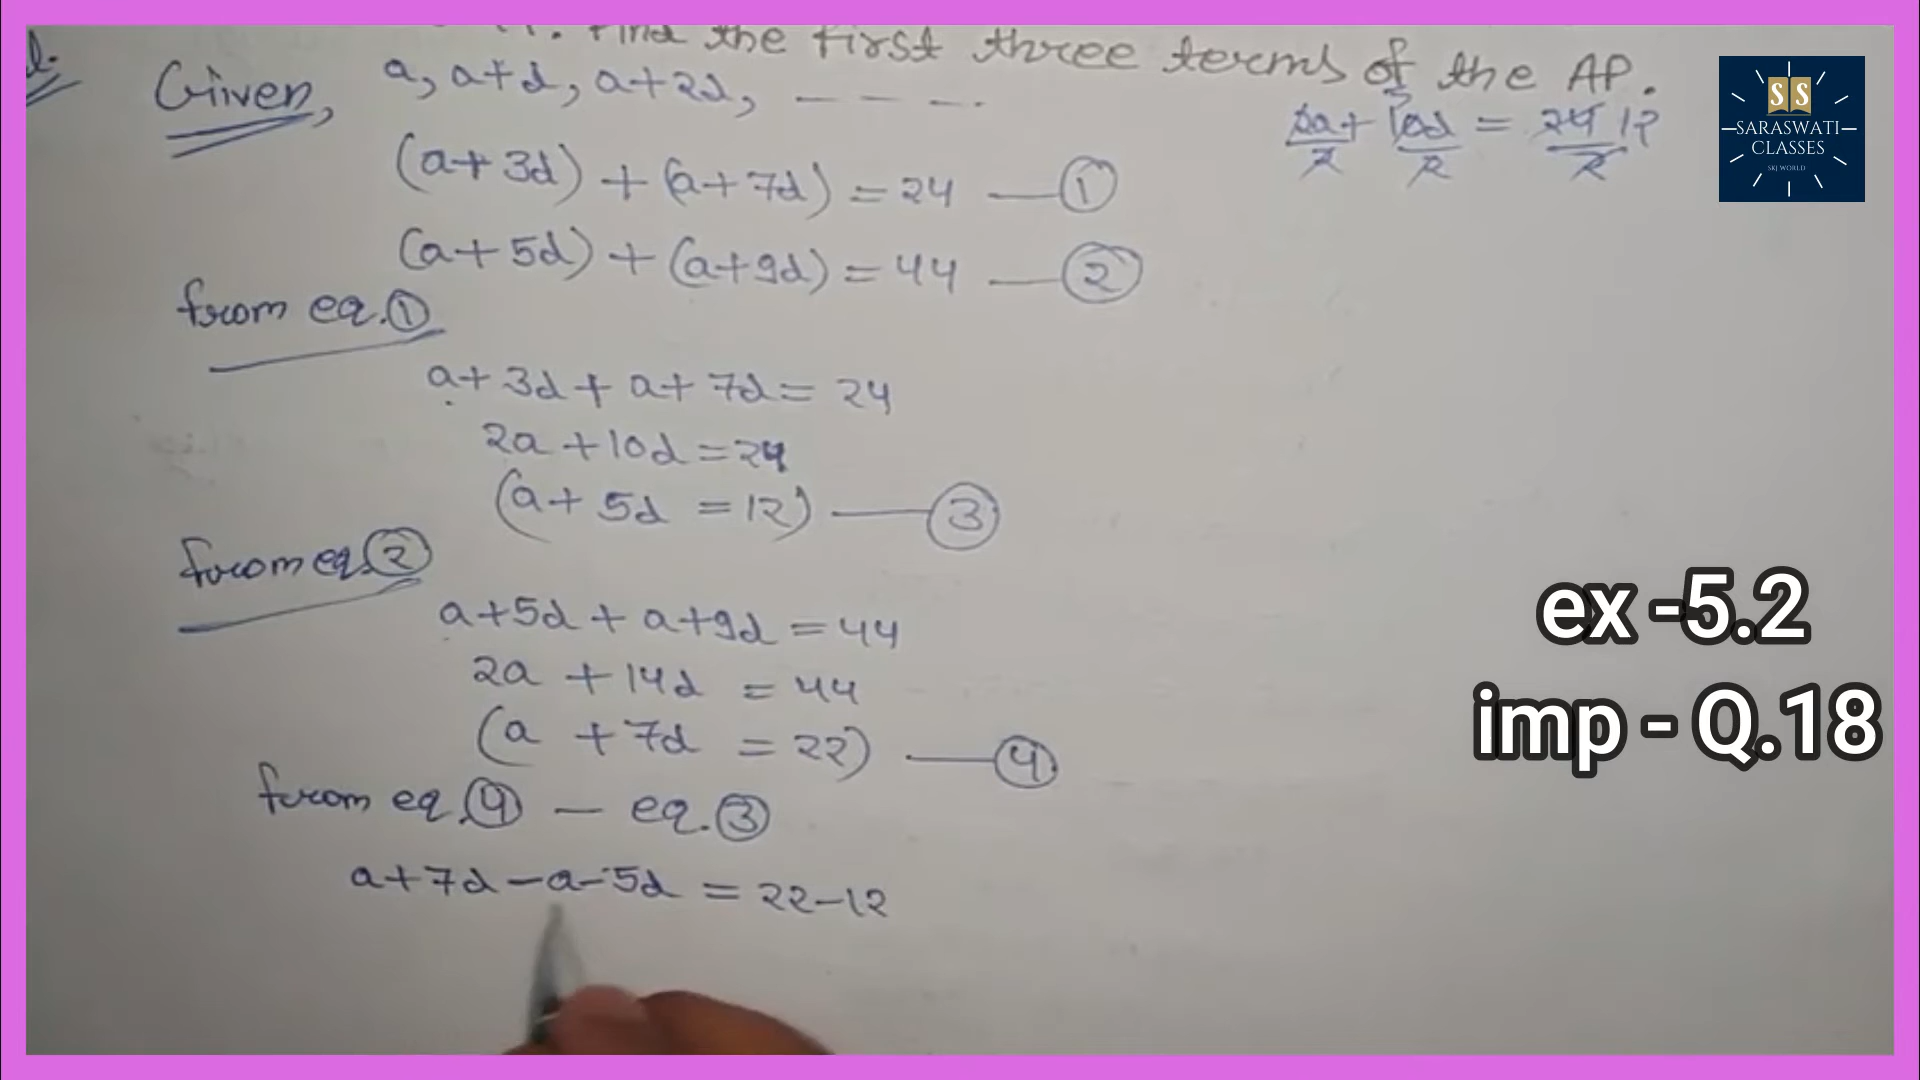 Find the first three terms of the AP.
Given, a, a+d, a+2d, - - - -
2a/2 + 10d/2 = 24/2 12
(a+3d) + (a+7d) = 24 — ①
(a+5d) + (a+9d) = 44 — ②
from eq.①
a+3d + a+7d = 24
2a + 10d = 24
(a + 5d = 12) — ③
from eq.②
a+5d + a+9d = 44
2a + 14d = 44
(a + 7d = 22) — ④
from eq.④ — eq.③
a+7d-a-5d = 22-12
SS
SARASWATI
CLASSES
SKJ WORLD
ex -5.2
imp - Q.18